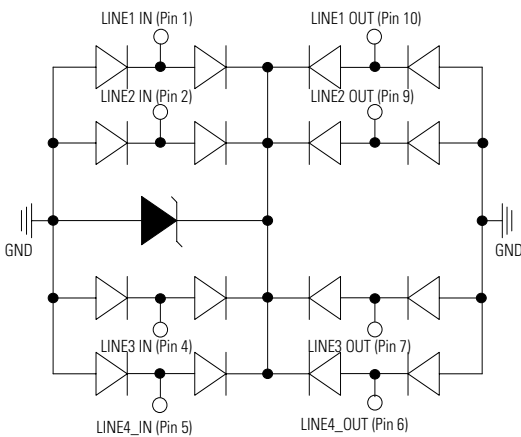 LINE1 IN (Pin 1)
LINE1 OUT (Pin 10)
LINE2 IN (Pin 2)
LINE2 OUT (Pin 9)
GND
GND
LINE3 IN (Pin 4)
LINE3 OUT (Pin 7)
LINE4_IN (Pin 5)
LINE4_OUT (Pin 6)